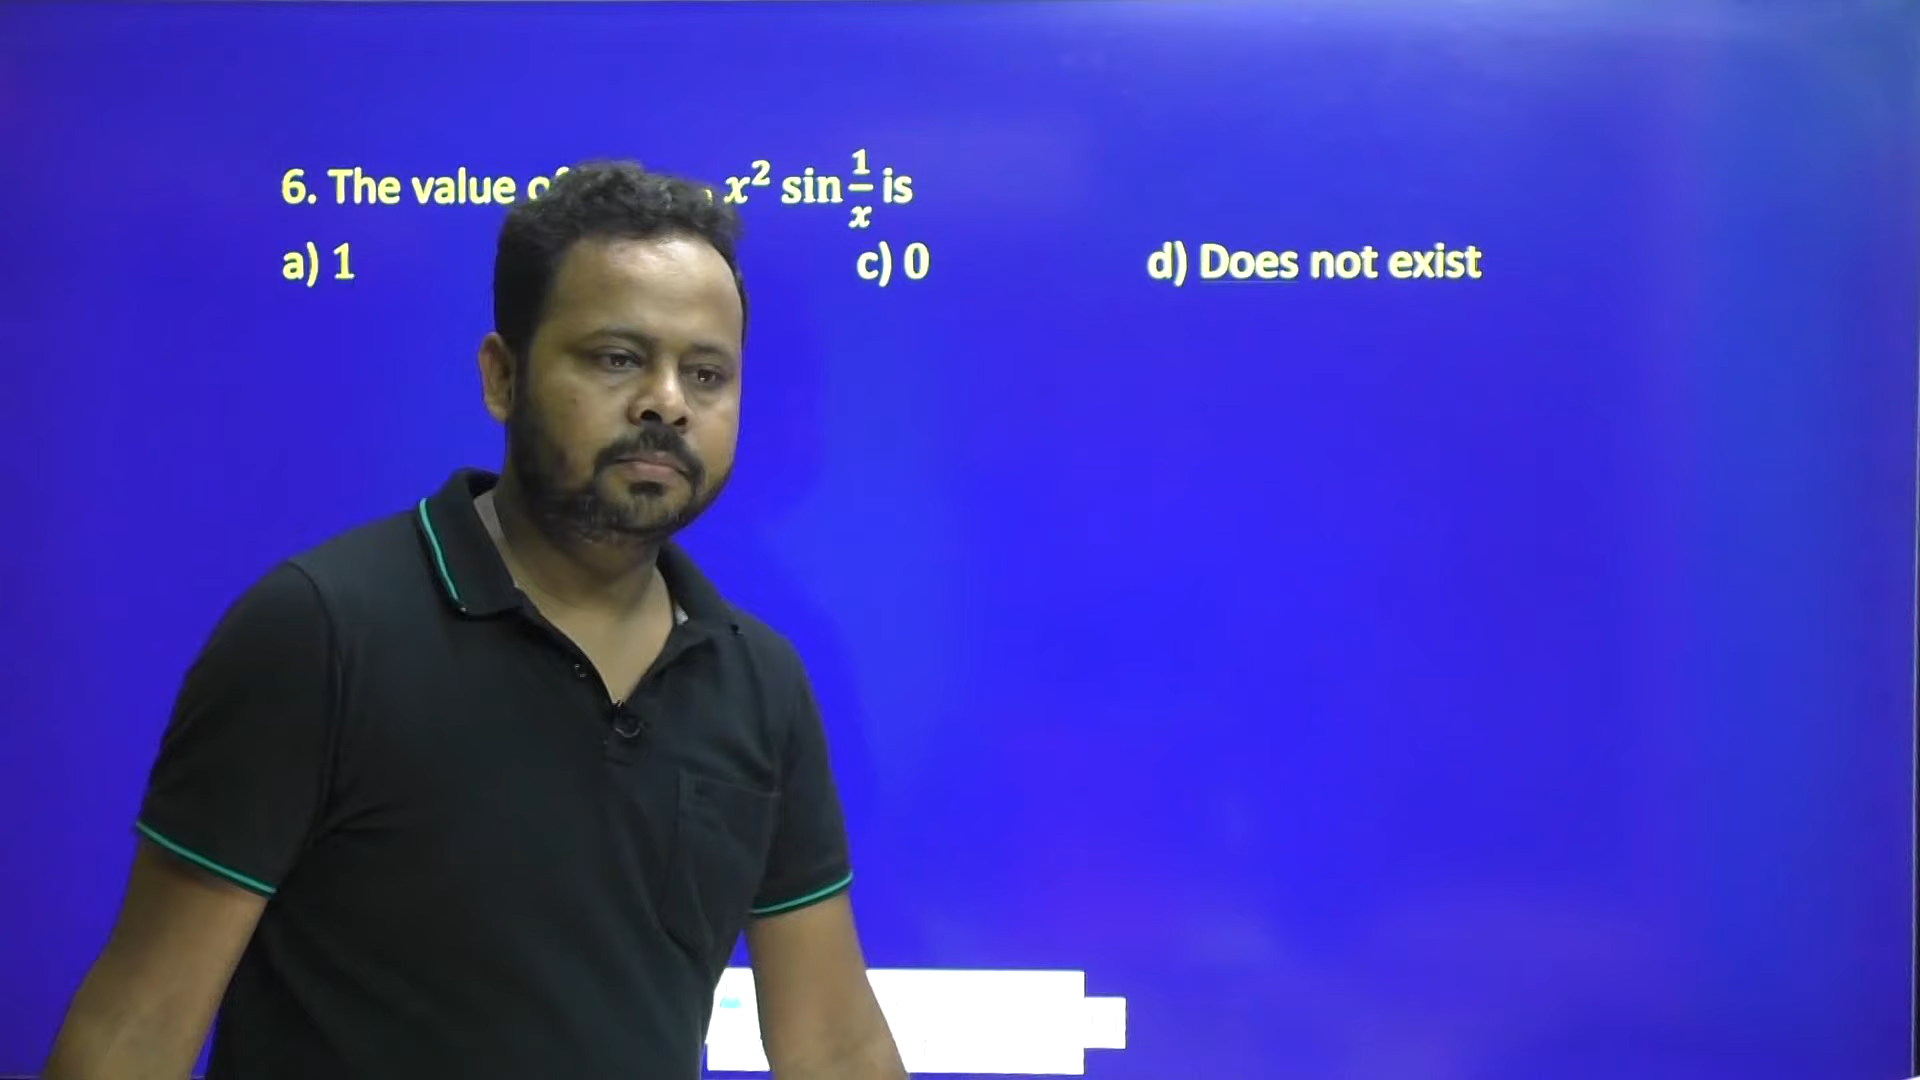 6. The value of x² sin 1/x is
a) 1 c) 0 d) Does not exist